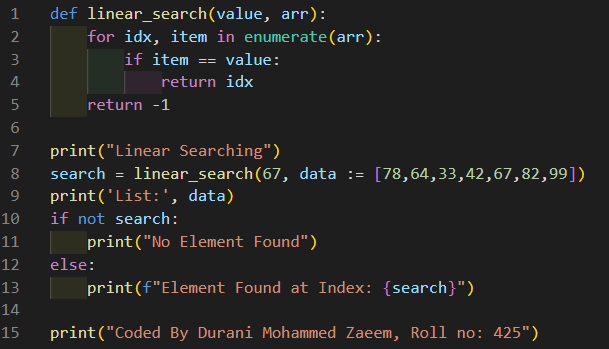 1 def linear_search(value, arr):
2     for idx, item in enumerate(arr):
3         if item == value:
4             return idx
5     return -1
6
7 print("Linear Searching")
8 search = linear_search(67, data := [78,64,33,42,67,82,99])
9 print('List:', data)
10 if not search:
11     print("No Element Found")
12 else:
13     print(f"Element Found at Index: {search}")
14
15 print("Coded By Durani Mohammed Zaeem, Roll no: 425")